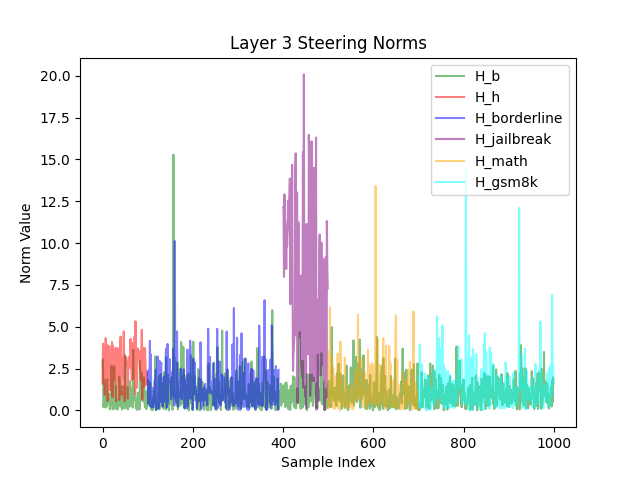 Layer 3 Steering Norms
20.0
17.5
15.0
12.5
10.0
7.5
5.0
2.5
0.0
Norm Value
H_b
H_h
H_borderline
H_jailbreak
H_math
H_gsm8k
0 200 400 600 800 1000
Sample Index